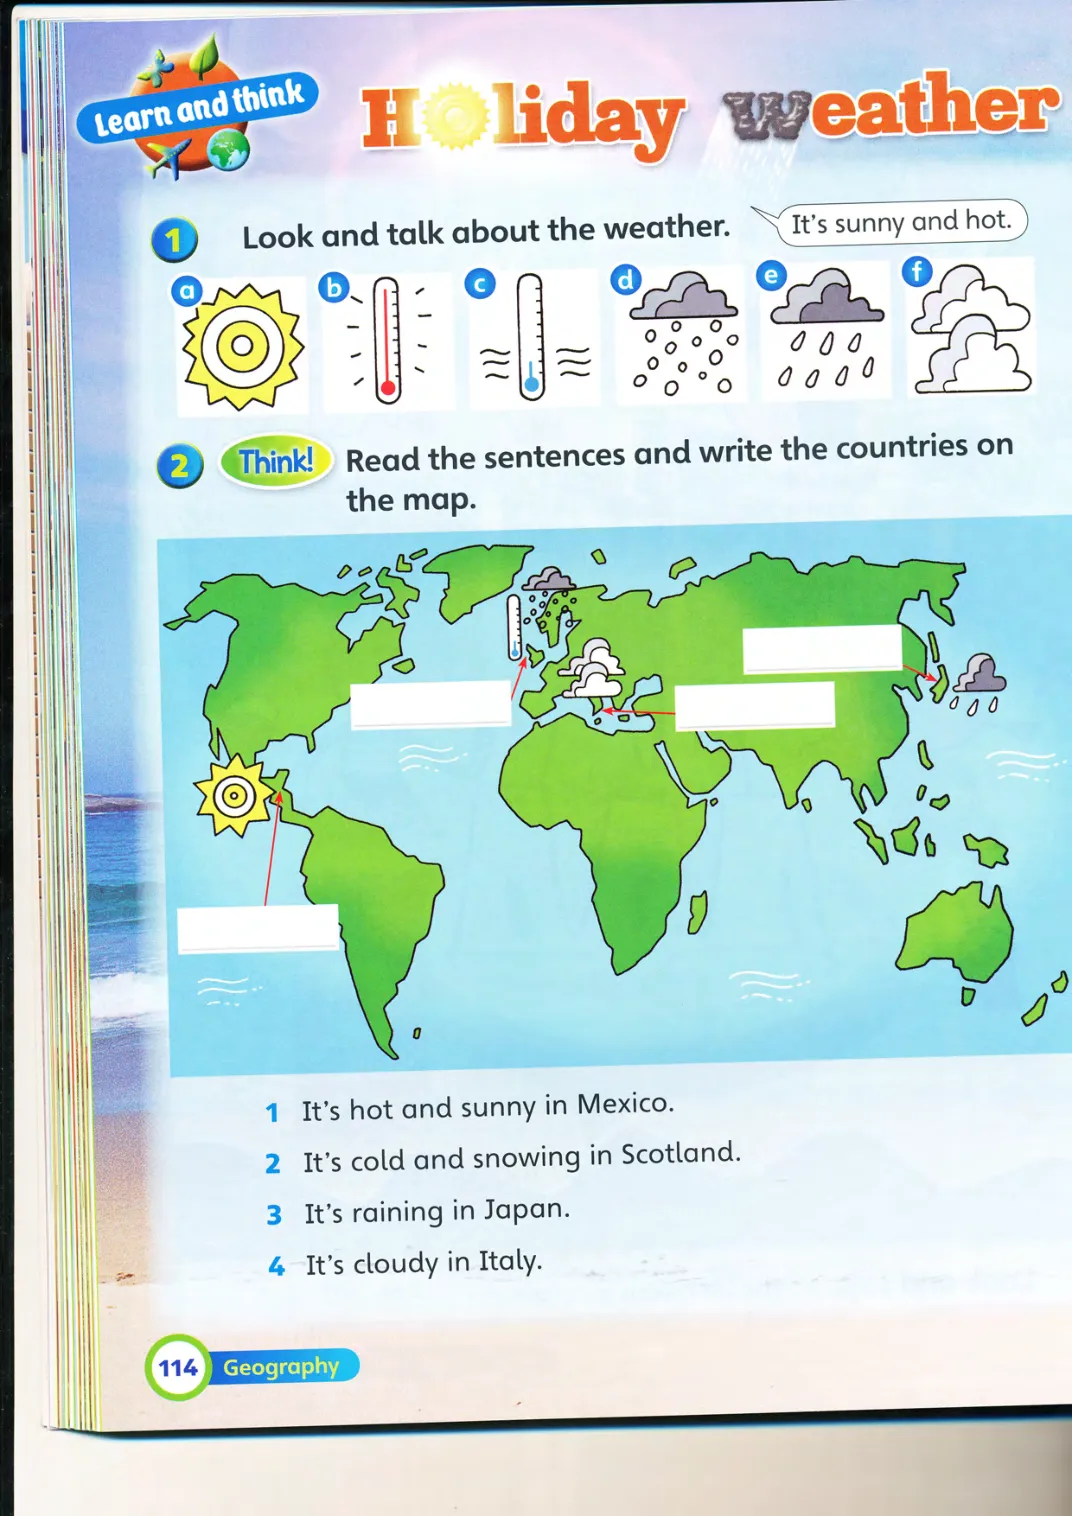 Learn and think
Holiday Weather
1 Look and talk about the weather.
It's sunny and hot.
a b c d e f
2 Think! Read the sentences and write the countries on
the map.
1 It's hot and sunny in Mexico.
2 It's cold and snowing in Scotland.
3 It's raining in Japan.
4 It's cloudy in Italy.
114 Geography